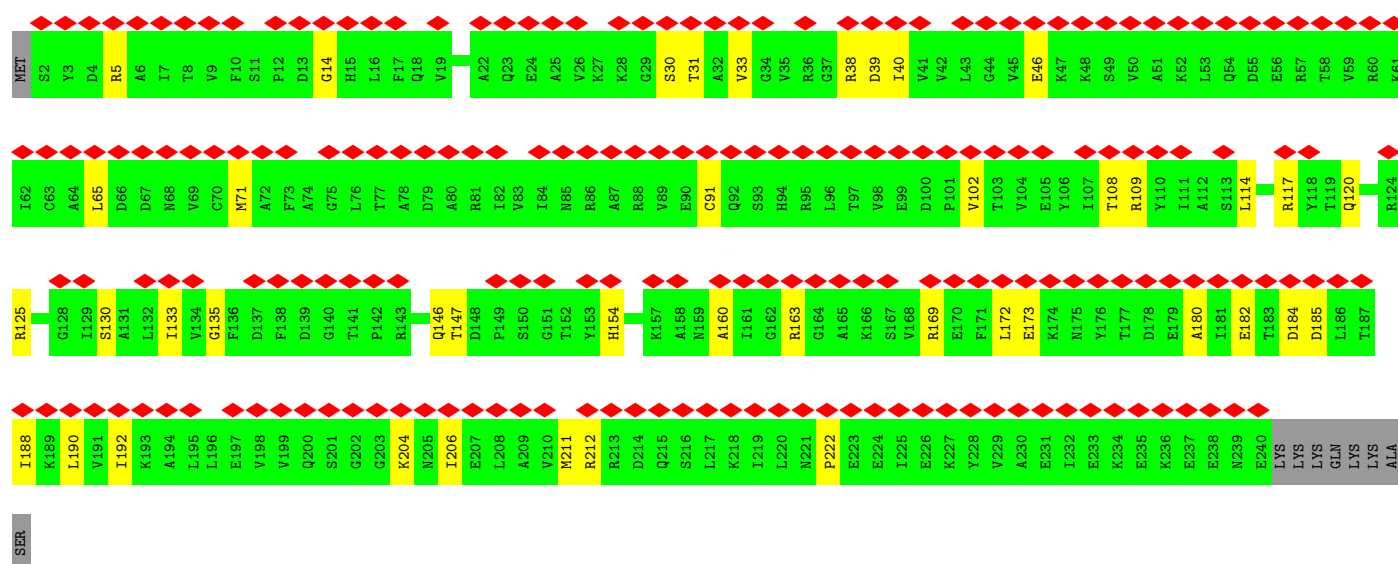 MET S2 Y3 D4 R5 A6 I7 T8 V9 F10 S11 P12 D13 G14 H15 L16 F17 Q18 V19 A22 Q23 E24 A25 V26 K27 K28 G29 S30 T31 A32 V33 G34 V35 R36 G37 R38 D39 I40 V41 V42 L43 G44 V45 E46 K47 K48 S49 V50 A51 K52 L53 Q54 D55 E56 R57 T58 V59 R60 K61
I62 C63 A64 L65 D66 D67 N68 V69 C70 M71 A72 F73 A74 G75 L76 T77 A78 D79 A80 R81 I82 V83 I84 N85 R86 A87 R88 V89 E90 C91 Q92 S93 H94 R95 L96 T97 V98 E99 D100 P101 V102 T103 V104 E105 Y106 I107 T108 R109 Y110 I111 A112 S113 L114 R117 Y118 T119 Q120 R124
R125 G128 I129 S130 A131 L132 I133 V134 G135 F136 D137 F138 D139 G140 T141 P142 R143 Q146 T147 D148 P149 S150 G151 T152 Y153 H154 K157 A158 N159 A160 I161 G162 R163 G164 A165 K166 S167 V168 R169 E170 F171 L172 E173 K174 N175 Y176 T177 D178 E179 A180 I181 E182 T183 D184 D185 L186 T187
I188 K189 L190 V191 I192 K193 A194 L195 L196 E197 V198 V199 Q200 S201 G202 G203 K204 N205 I206 E207 L208 A209 V210 M211 R212 R213 D214 Q215 S216 L217 K218 I219 L220 N221 P222 E223 E224 I225 E226 K227 Y228 V229 A230 E231 I232 E233 K234 E235 K236 E237 E238 N239 E240 LYS LYS LYS GLN LYS LYS ALA
SER